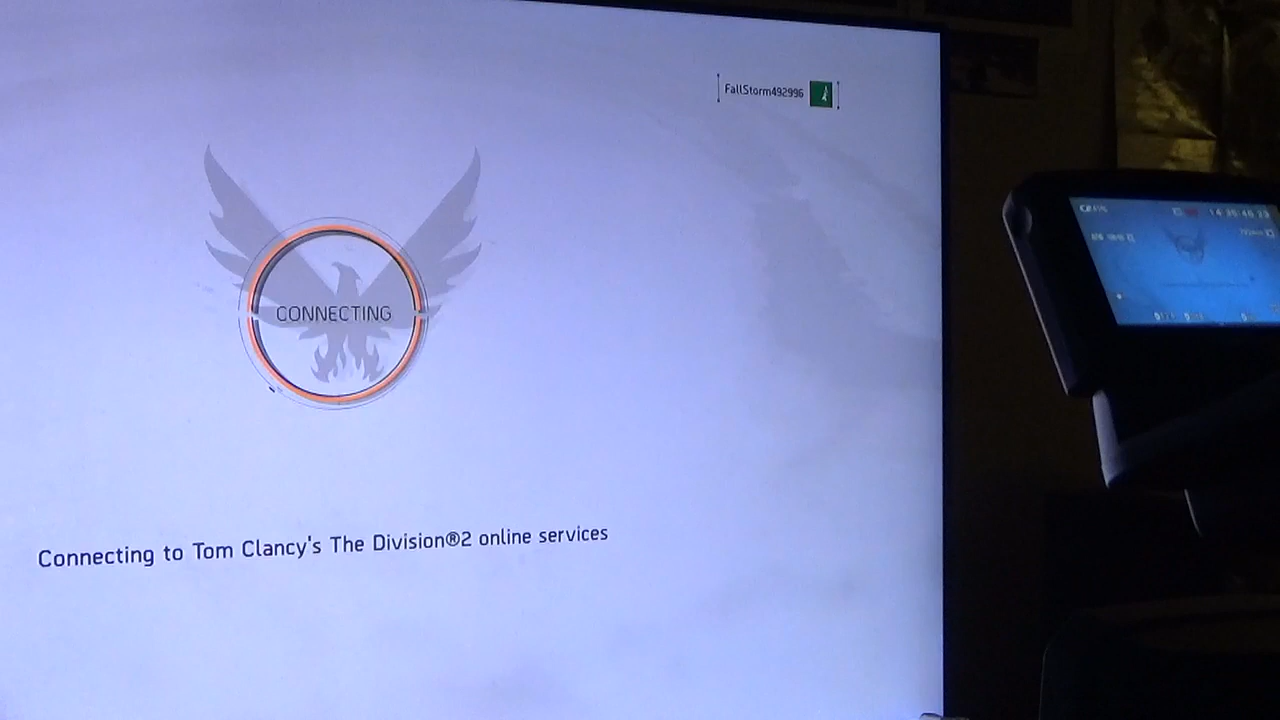 FallStorm492996
CONNECTING
Connecting to Tom Clancy's The Division®2 online services